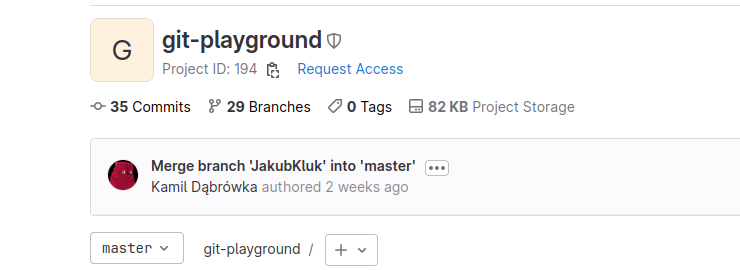 G
git-playground
Project ID: 194 Request Access
35 Commits 29 Branches 0 Tags 82 KB Project Storage
Merge branch 'JakubKluk' into 'master'
Kamil Dąbrówka authored 2 weeks ago
master git-playground / +